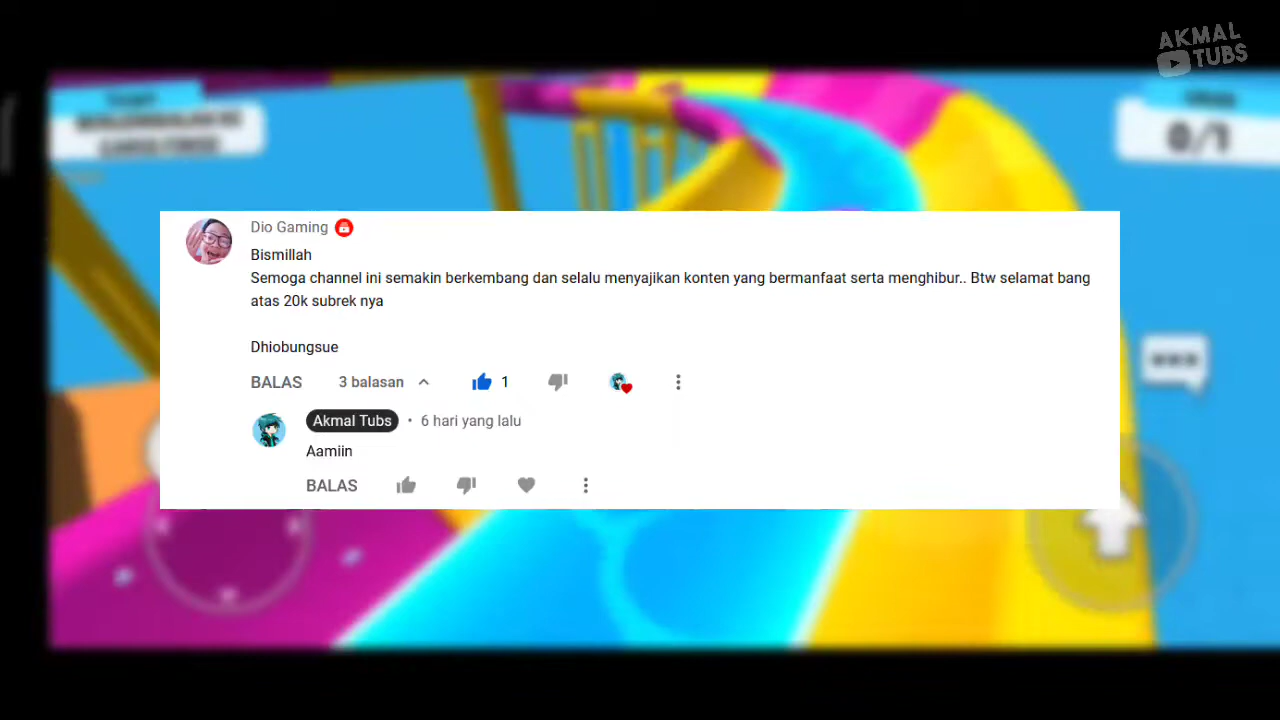 AKMAL
TUBS
0/1
Dio Gaming
Bismillah
Semoga channel ini semakin berkembang dan selalu menyajikan konten yang bermanfaat serta menghibur.. Btw selamat bang
atas 20k subrek nya
Dhiobungsue
BALAS 3 balasan 1
Akmal Tubs • 6 hari yang lalu
Aamiin
BALAS